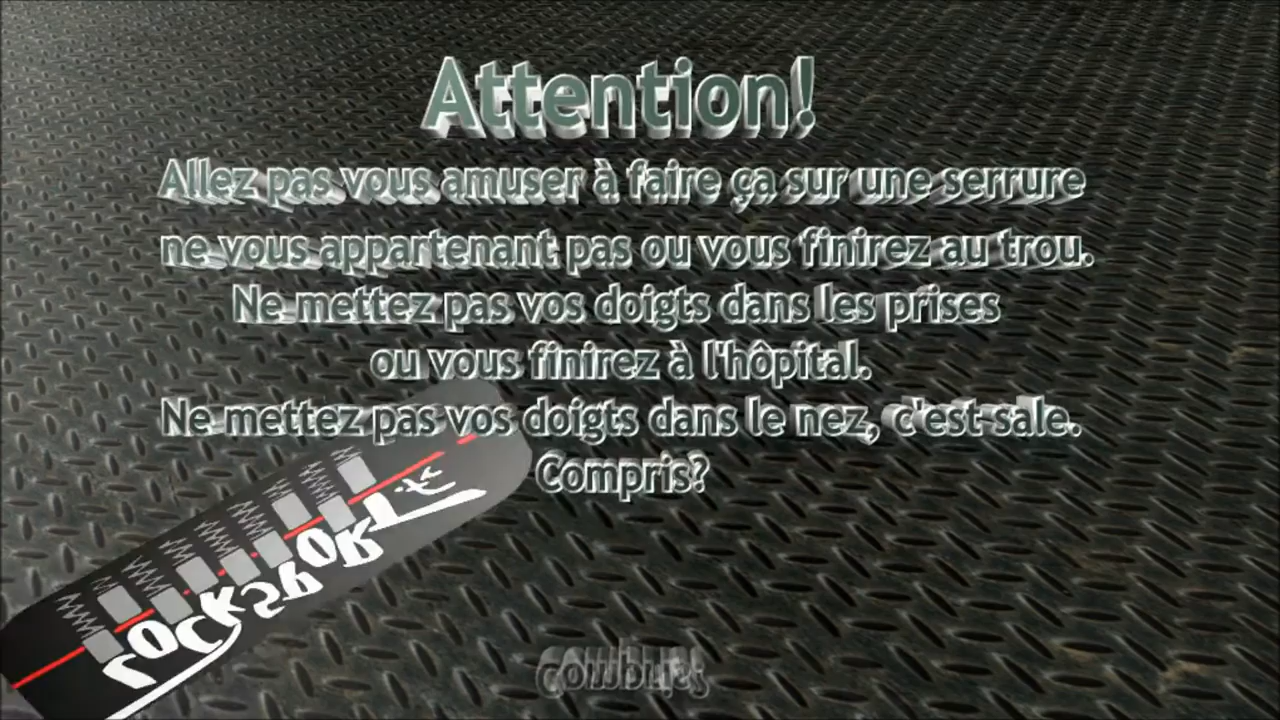 Attention!
Allez pas vous amuser à faire ça sur une serrure
ne vous appartenant pas ou vous finirez au trou.
Ne mettez pas vos doigts dans les prises
ou vous finirez à l'hôpital.
Ne mettez pas vos doigts dans le nez, c'est sale.
Compris?
LOCKSPORT
Compris?